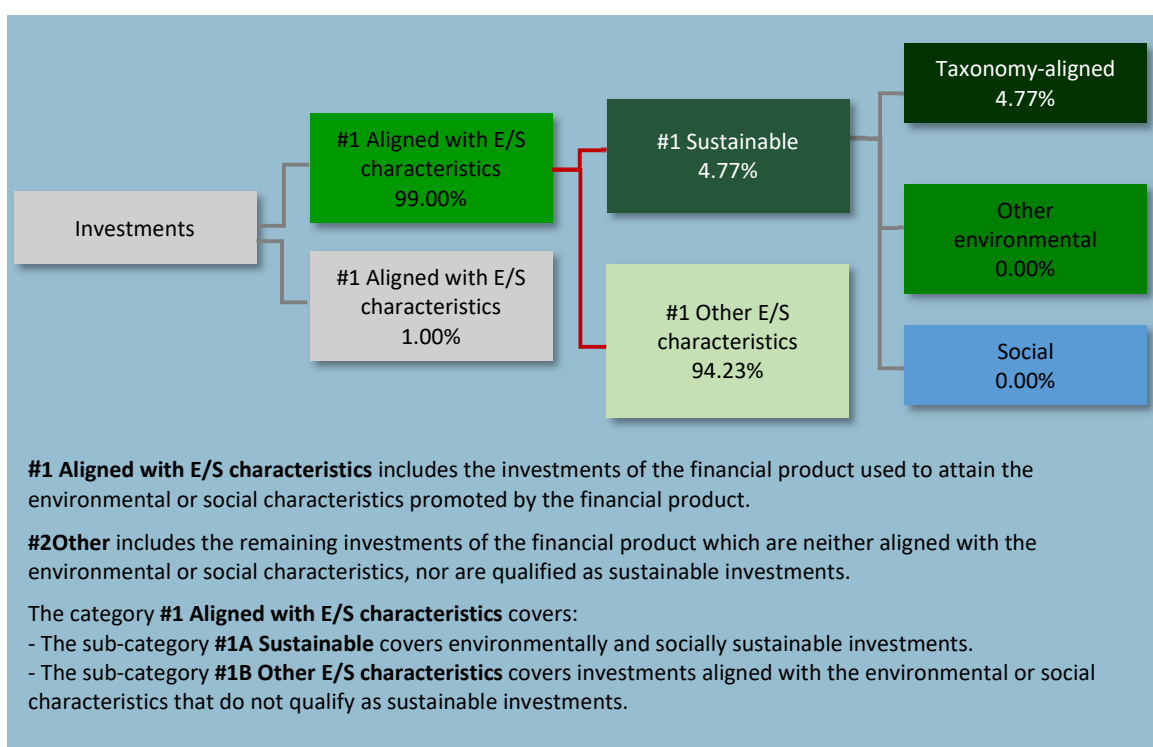 Investments
#1 Aligned with E/S
characteristics
99.00%
#1 Aligned with E/S
characteristics
1.00%
#1 Sustainable
4.77%
#1 Other E/S
characteristics
94.23%
Taxonomy-aligned
4.77%
Other
environmental
0.00%
Social
0.00%
#1 Aligned with E/S characteristics includes the investments of the financial product used to attain the
environmental or social characteristics promoted by the financial product.
#2Other includes the remaining investments of the financial product which are neither aligned with the
environmental or social characteristics, nor are qualified as sustainable investments.
The category #1 Aligned with E/S characteristics covers:
- The sub-category #1A Sustainable covers environmentally and socially sustainable investments.
- The sub-category #1B Other E/S characteristics covers investments aligned with the environmental or social
characteristics that do not qualify as sustainable investments.